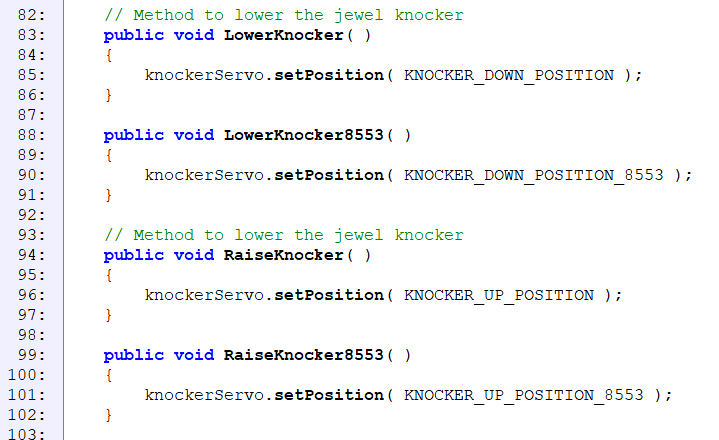 82:      // Method to lower the jewel knocker
83:      public void LowerKnocker( )
84:      {
85:          knockerServo.setPosition( KNOCKER_DOWN_POSITION );
86:      }
87:
88:      public void LowerKnocker8553( )
89:      {
90:          knockerServo.setPosition( KNOCKER_DOWN_POSITION_8553 );
91:      }
92:
93:      // Method to lower the jewel knocker
94:      public void RaiseKnocker( )
95:      {
96:          knockerServo.setPosition( KNOCKER_UP_POSITION );
97:      }
98:
99:      public void RaiseKnocker8553( )
100:      {
101:          knockerServo.setPosition( KNOCKER_UP_POSITION_8553 );
102:      }
103: